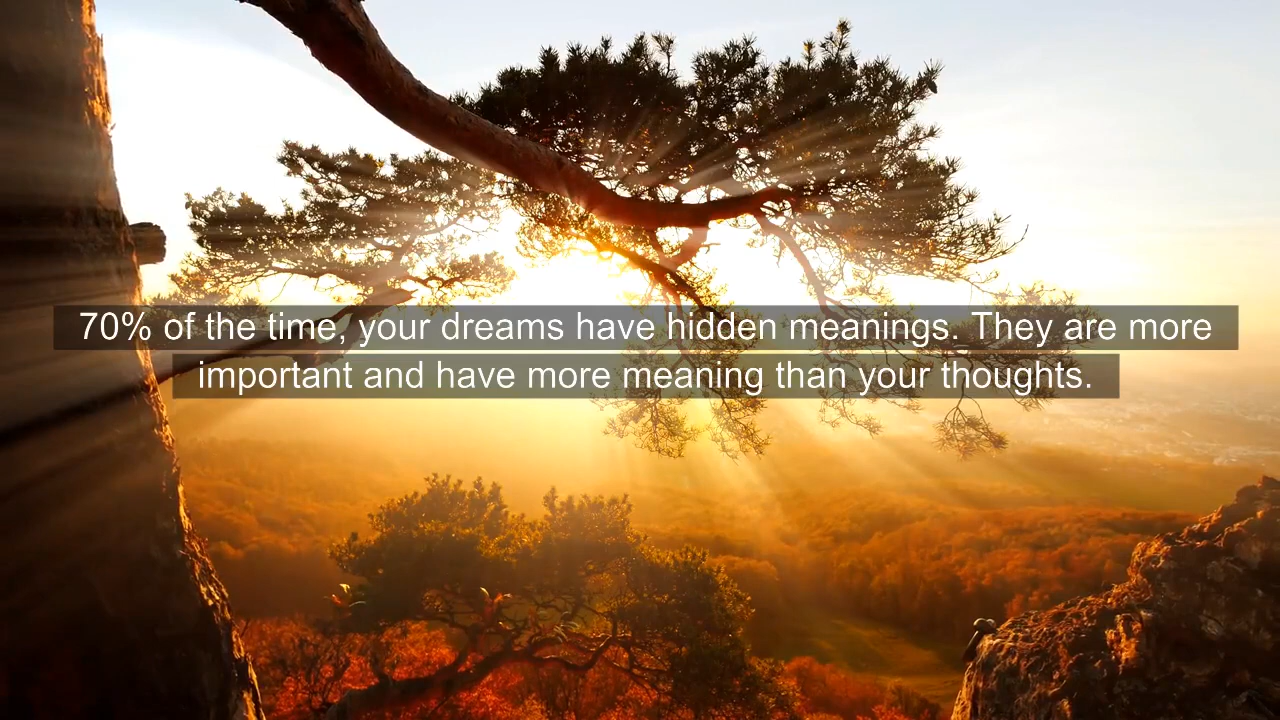 70% of the time, your dreams have hidden meanings. They are more
important and have more meaning than your thoughts.